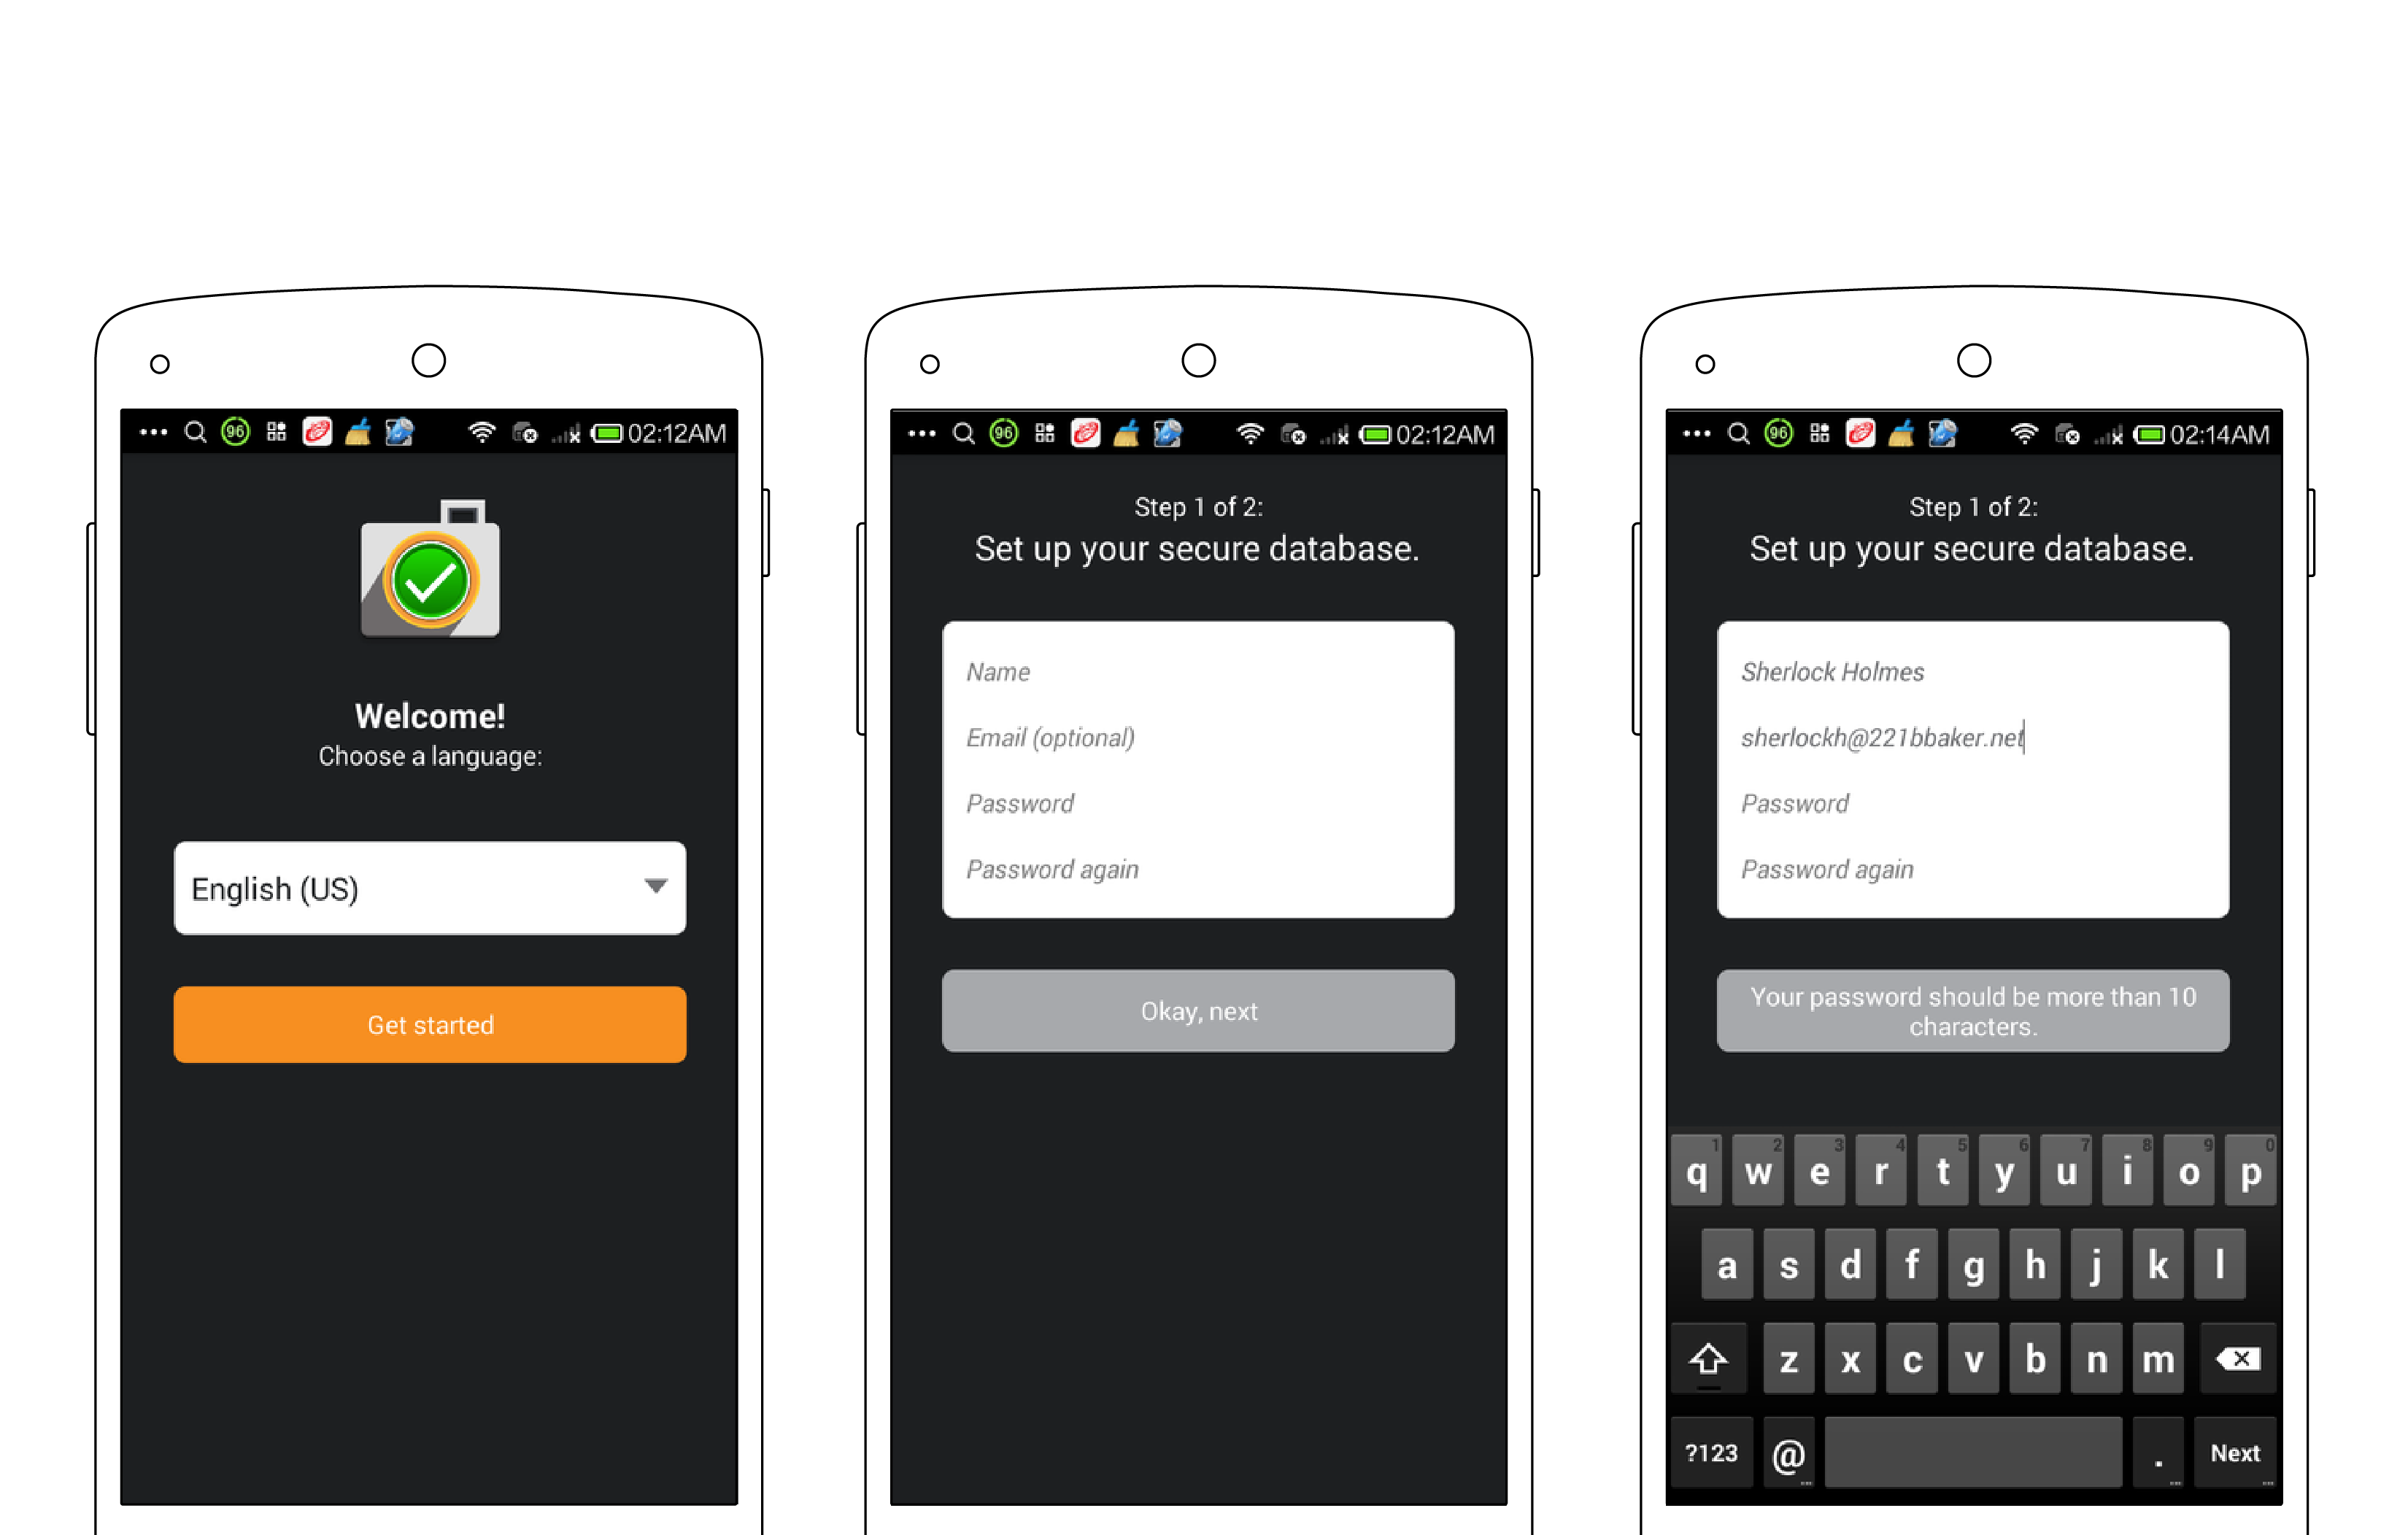 96
02:12AM
Welcome!
Choose a language:
English (US)
Get started
96
02:12AM
Step 1 of 2:
Set up your secure database.
Name
Email (optional)
Password
Password again
Okay, next
96
02:14AM
Step 1 of 2:
Set up your secure database.
Sherlock Holmes
sherlockh@221bbaker.net
Password
Password again
Your password should be more than 10
characters.
1 2 3 4 5 6 7 8 9 0
q w e r t y u i o p
a s d f g h j k l
z x c v b n m
?123 @ . Next